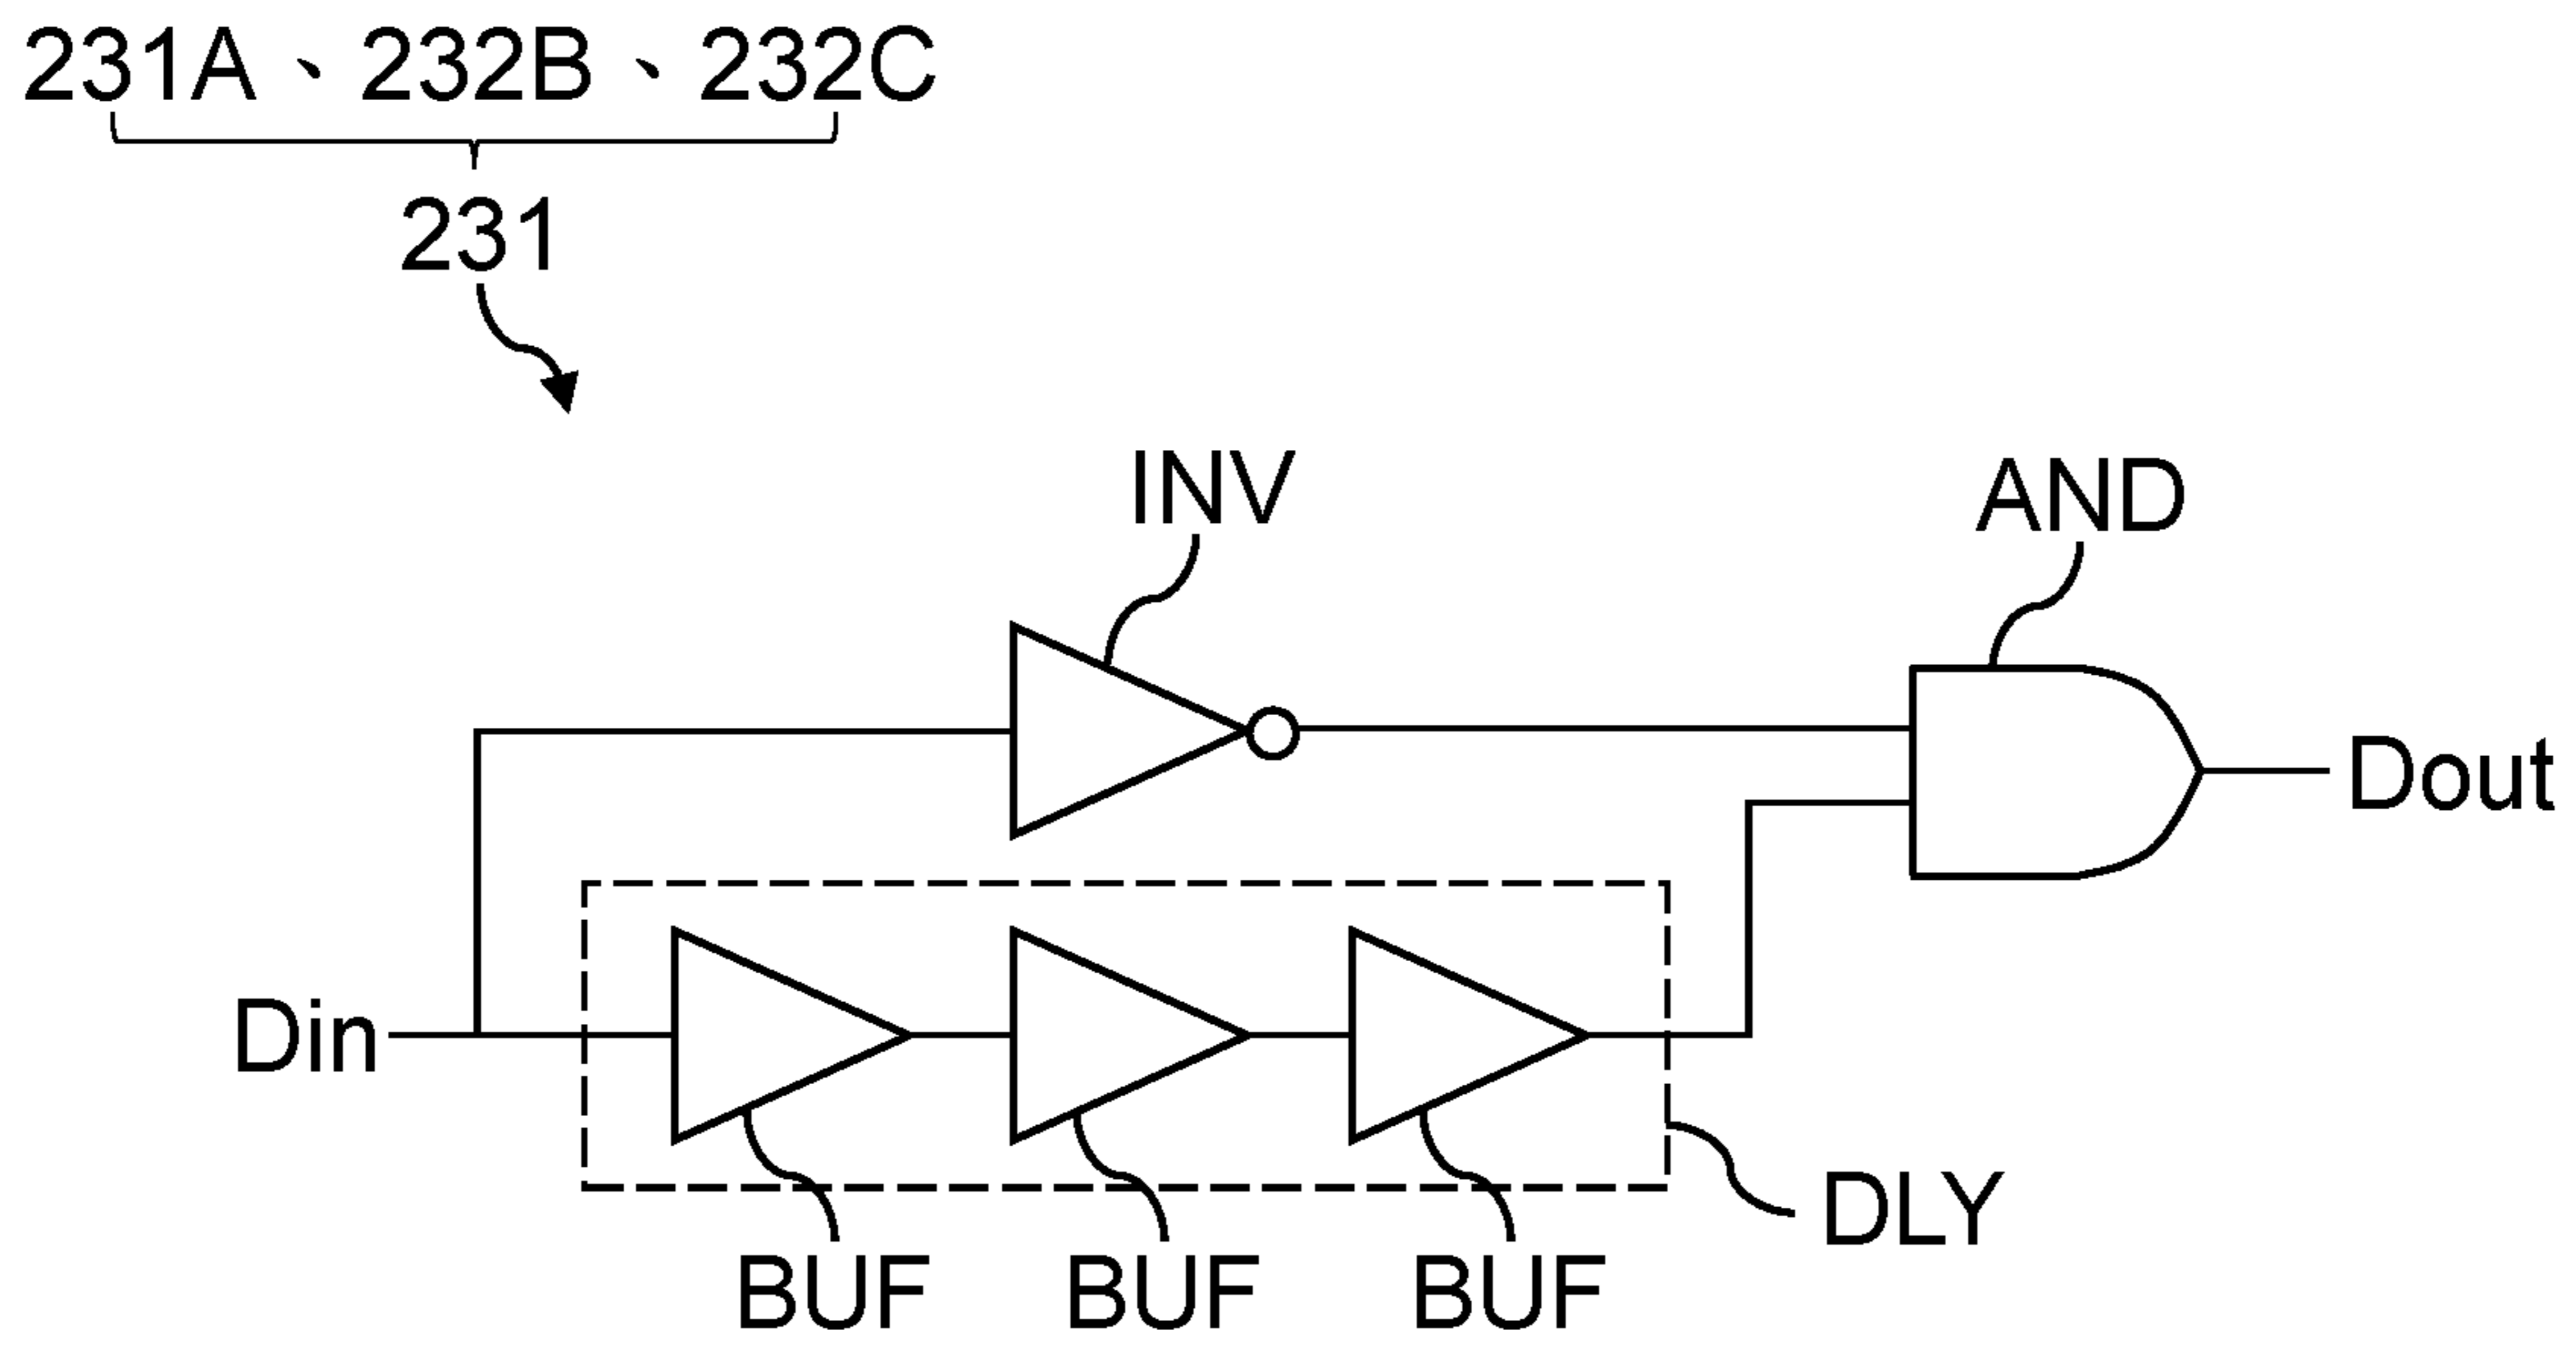 231A、232B、232C
231
INV
AND
Dout
Din
DLY
BUF BUF BUF